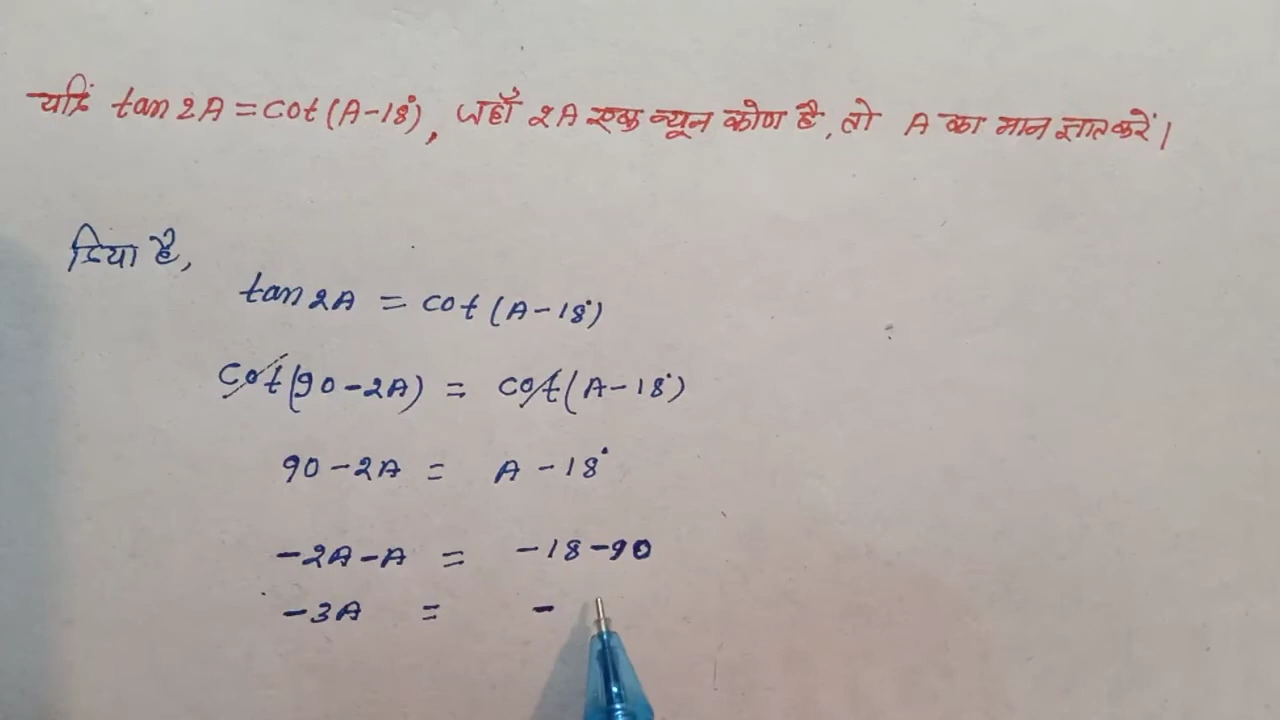 यदि tan 2A = cot (A-18°), जहाँ 2A एक न्यून कोण है, तो A का मान ज्ञात करें।
दिया है,
tan 2A = cot (A-18°)
cot (90-2A) = cot (A-18°)
90-2A = A-18°
-2A-A = -18-90
-3A = -